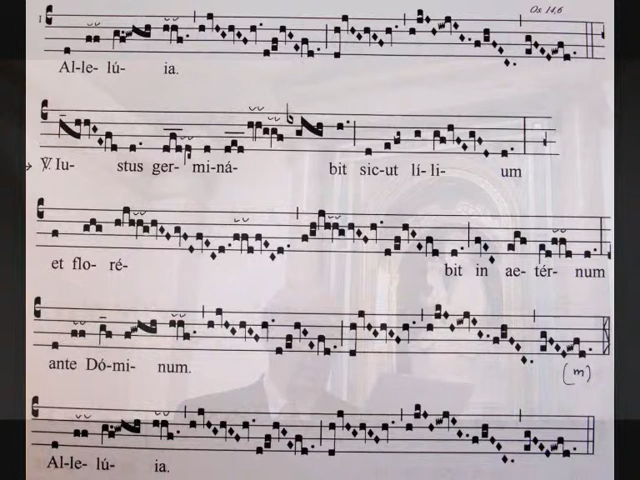 Os 14,6
1
Al-le- lú- ia.
℣. Iu- stus ger- mi-ná- bit sic-ut lí-li- um
et flo- ré- bit in ae- tér- num
ante Dó-mi- num.
(m)
Al-le- lú- ia.